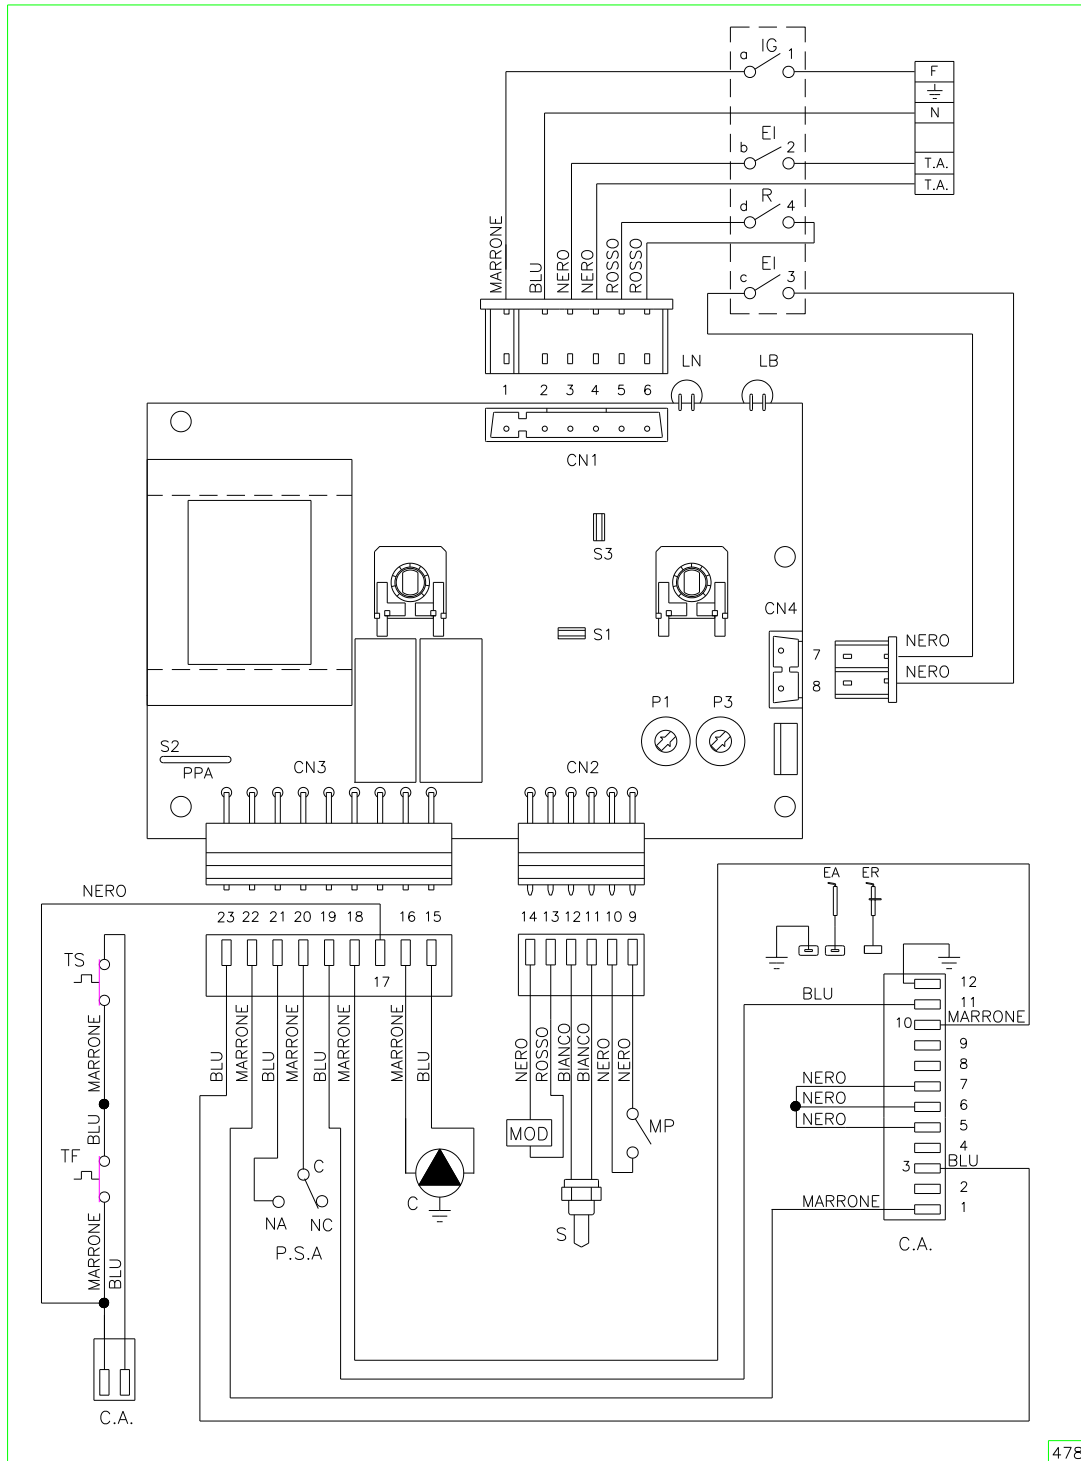 IG
a 1
F
N
EI
b 2
T.A.
T.A.
R
d 4
EI
c 3
MARRONE
BLU
NERO
NERO
ROSSO
ROSSO
LN LB
1 2 3 4 5 6
CN1
S3
S1
CN4
7
8
NERO
NERO
P1 P3
S2
PPA
CN3
CN2
NERO
EA ER
23 22 21 20 19 18 16 15
17
14 13 12 11 10 9
TS
MARRONE
BLU
TF
MARRONE
BLU
C.A.
BLU
MARRONE
BLU
MARRONE
BLU
MARRONE
MARRONE
BLU
NERO
ROSSO
BIANCO
BIANCO
NERO
NERO
C
NA NC
P.S.A
C
MOD
MP
S
12
BLU 11
10 MARRONE
9
8
NERO 7
NERO 6
NERO 5
4
3 BLU
2
MARRONE 1
C.A.
478